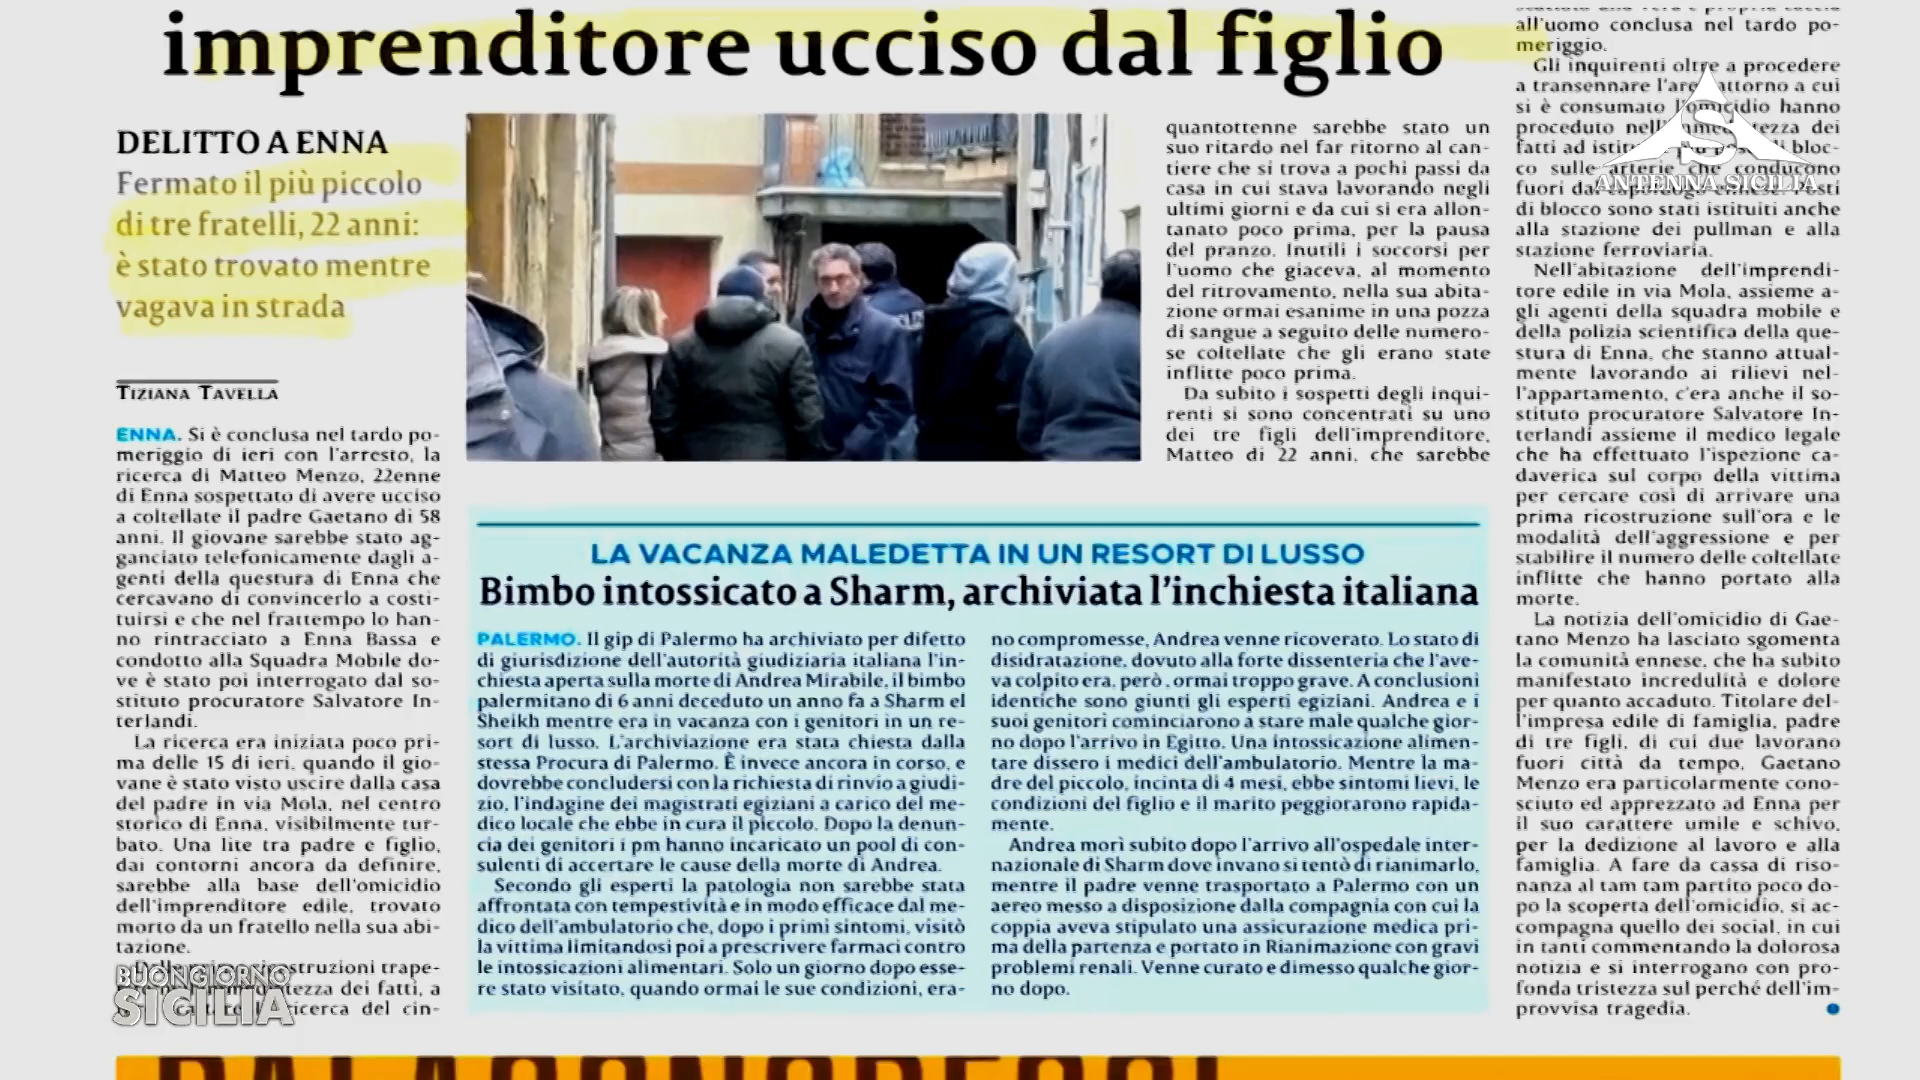 imprenditore ucciso dal figlio
DELITTO A ENNA
Fermato il più piccolo
di tre fratelli, 22 anni:
è stato trovato mentre
vagava in strada
TIZIANA TAVELLA
ENNA. Si è conclusa nel tardo po-
meriggio di ieri con l'arresto, la
ricerca di Matteo Menzo, 22enne
di Enna sospettato di avere ucciso
a coltellate il padre Gaetano di 58
anni. Il giovane sarebbe stato ag-
ganciato telefonicamente dagli a-
genti della questura di Enna che
cercavano di convincerlo a costi-
tuirsi e che nel frattempo lo han-
no rintracciato a Enna Bassa e
condotto alla Squadra Mobile do-
ve è stato poi interrogato dal so-
stituto procuratore Salvatore In-
terlandi.
La ricerca era iniziata poco pri-
ma delle 15 di ieri, quando il gio-
vane è stato visto uscire dalla casa
del padre in via Mola, nel centro
storico di Enna, visibilmente tur-
bato. Una lite tra padre e figlio,
dai contorni ancora da definire,
sarebbe alla base dell'omicidio
dell'imprenditore edile, trovato
morto da un fratello nella sua abi-
tazione.
ricostruzioni trape-
tezza dei fatti, a
ricerca del cin-
quantottenne sarebbe stato un
suo ritardo nel far ritorno al can-
tiere che si trova a pochi passi da
casa in cui stava lavorando negli
ultimi giorni e da cui si era allon-
tanato poco prima, per la pausa
del pranzo. Inutili i soccorsi per
l'uomo che giaceva, al momento
del ritrovamento, nella sua abita-
zione ormai esanime in una pozza
di sangue a seguito delle numero-
se coltellate che gli erano state
inflitte poco prima.
Da subito i sospetti degli inqui-
renti si sono concentrati su uno
dei tre figli dell'imprenditore,
Matteo di 22 anni, che sarebbe
all'uomo conclusa nel tardo po-
meriggio.
Gli inquirenti oltre a procedere
a transennare l'area attorno a cui
si è consumato l'omicidio hanno
proceduto nell'immediatezza dei
fatti ad istituire più posti di bloc-
co sulle arterie che conducono
fuori dal capoluogo ennese. Posti
di blocco sono stati istituiti anche
alla stazione dei pullman e alla
stazione ferroviaria.
Nell'abitazione dell'imprendi-
tore edile in via Mola, assieme a-
gli agenti della squadra mobile e
della polizia scientifica della que-
stura di Enna, che stanno attual-
mente lavorando ai rilievi nel-
l'appartamento, c'era anche il so-
stituto procuratore Salvatore In-
terlandi assieme il medico legale
che ha effettuato l'ispezione ca-
daverica sul corpo della vittima
per cercare così di arrivare una
prima ricostruzione sull'ora e le
modalità dell'aggressione e per
stabilire il numero delle coltellate
inflitte che hanno portato alla
morte.
La notizia dell'omicidio di Gae-
tano Menzo ha lasciato sgomenta
la comunità ennese, che ha subito
manifestato incredulità e dolore
per quanto accaduto. Titolare del-
l'impresa edile di famiglia, padre
di tre figli, di cui due lavorano
fuori città da tempo, Gaetano
Menzo era particolarmente cono-
sciuto ed apprezzato ad Enna per
il suo carattere umile e schivo,
per la dedizione al lavoro e alla
famiglia. A fare da cassa di riso-
nanza al tam tam partito poco do-
po la scoperta dell'omicidio, si ac-
compagna quello dei social, in cui
in tanti commentando la dolorosa
notizia e si interrogano con pro-
fonda tristezza sul perché dell'im-
provvisa tragedia.
LA VACANZA MALEDETTA IN UN RESORT DI LUSSO
Bimbo intossicato a Sharm, archiviata l'inchiesta italiana
PALERMO. Il gip di Palermo ha archiviato per difetto
di giurisdizione dell'autorità giudiziaria italiana l'in-
chiesta aperta sulla morte di Andrea Mirabile, il bimbo
palermitano di 6 anni deceduto un anno fa a Sharm el
Sheikh mentre era in vacanza con i genitori in un re-
sort di lusso. L'archiviazione era stata chiesta dalla
stessa Procura di Palermo. È invece ancora in corso, e
dovrebbe concludersi con la richiesta di rinvio a giudi-
zio, l'indagine dei magistrati egiziani a carico del me-
dico locale che ebbe in cura il piccolo. Dopo la denun-
cia dei genitori i pm hanno incaricato un pool di con-
sulenti di accertare le cause della morte di Andrea.
Secondo gli esperti la patologia non sarebbe stata
affrontata con tempestività e in modo efficace dal me-
dico dell'ambulatorio che, dopo i primi sintomi, visitò
la vittima limitandosi poi a prescrivere farmaci contro
le intossicazioni alimentari. Solo un giorno dopo esse-
re stato visitato, quando ormai le sue condizioni, era-
no compromesse, Andrea venne ricoverato. Lo stato di
disidratazione, dovuto alla forte dissenteria che l'ave-
va colpito era, però, ormai troppo grave. A conclusioni
identiche sono giunti gli esperti egiziani. Andrea e i
suoi genitori cominciarono a stare male qualche gior-
no dopo l'arrivo in Egitto. Una intossicazione alimen-
tare dissero i medici dell'ambulatorio. Mentre la ma-
dre del piccolo, incinta di 4 mesi, ebbe sintomi lievi, le
condizioni del figlio e il marito peggiorarono rapida-
mente.
Andrea morì subito dopo l'arrivo all'ospedale inter-
nazionale di Sharm dove invano si tentò di rianimarlo,
mentre il padre venne trasportato a Palermo con un
aereo messo a disposizione dalla compagnia con cui la
coppia aveva stipulato una assicurazione medica pri-
ma della partenza e portato in Rianimazione con gravi
problemi renali. Venne curato e dimesso qualche gior-
no dopo.
ANTENNA SICILIA
BUONGIORNO
SICILIA